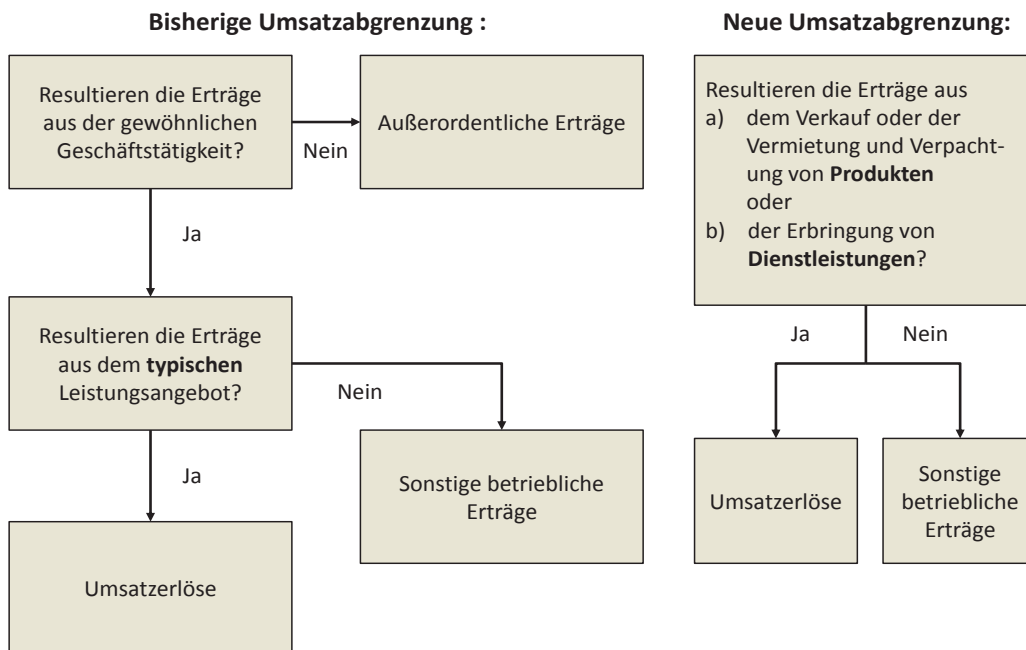 Bisherige Umsatzabgrenzung :
Resultieren die Erträge
aus der gewöhnlichen
Geschäftstätigkeit?
Nein
Außerordentliche Erträge
Ja
Resultieren die Erträge
aus dem typischen
Leistungsangebot?
Nein
Sonstige betriebliche
Erträge
Ja
Umsatzerlöse
Neue Umsatzabgrenzung:
Resultieren die Erträge aus
a) dem Verkauf oder der
Vermietung und Verpacht-
ung von Produkten
oder
b) der Erbringung von
Dienstleistungen?
Ja
Nein
Umsatzerlöse
Sonstige
betriebliche
Erträge